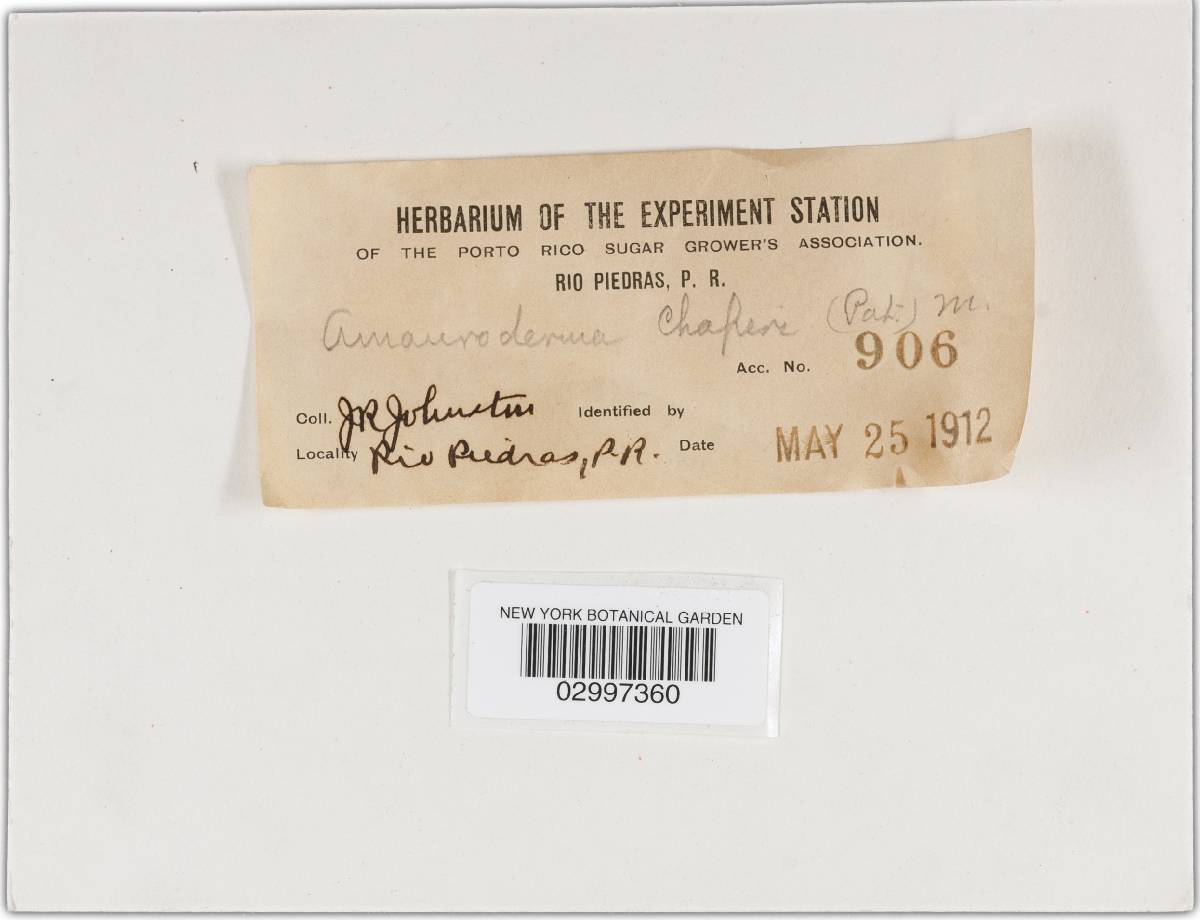 HERBARIUM OF THE EXPERIMENT STATION
OF THE PORTO RICO SUGAR GROWER'S ASSOCIATION.
RIO PIEDRAS, P. R.
Amauroderma Chaperi (Pat.) M.
Acc. No. 906
Coll. JR Johnston Identified by
Locality Rio Piedras, P.R. Date MAY 25 1912
NEW YORK BOTANICAL GARDEN
02997360